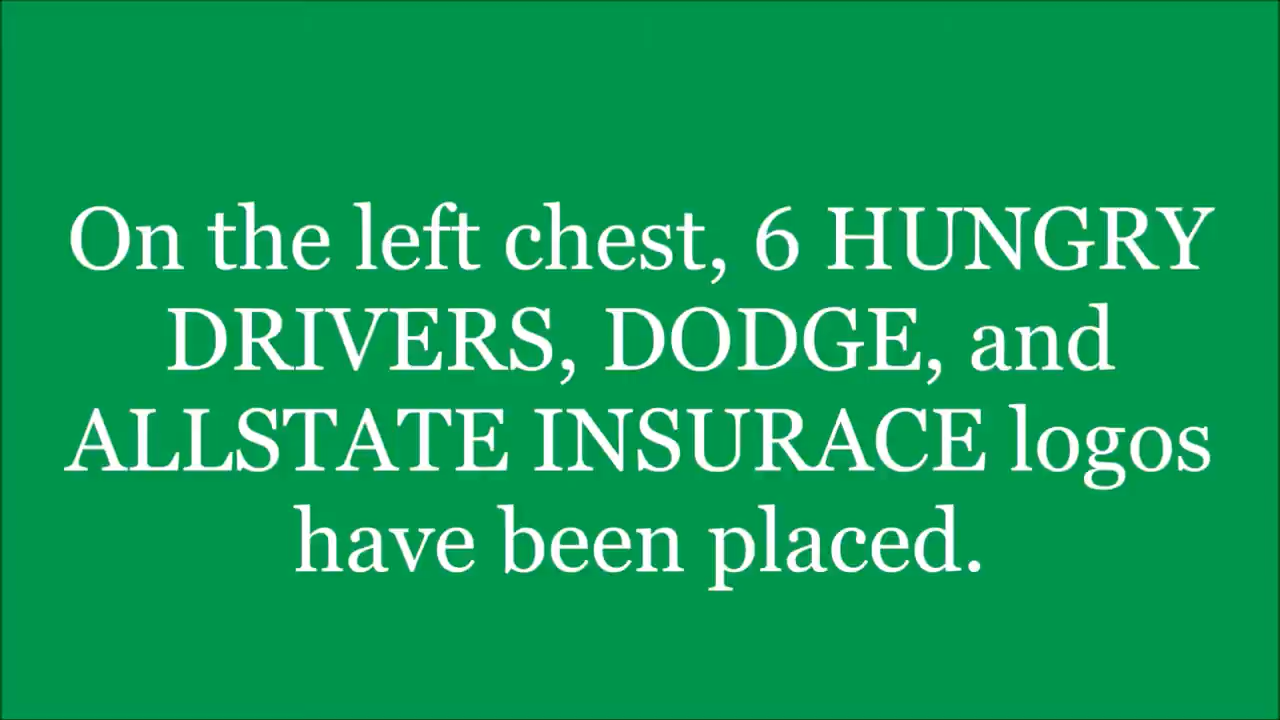 On the left chest, 6 HUNGRY
DRIVERS, DODGE, and
ALLSTATE INSURACE logos
have been placed.